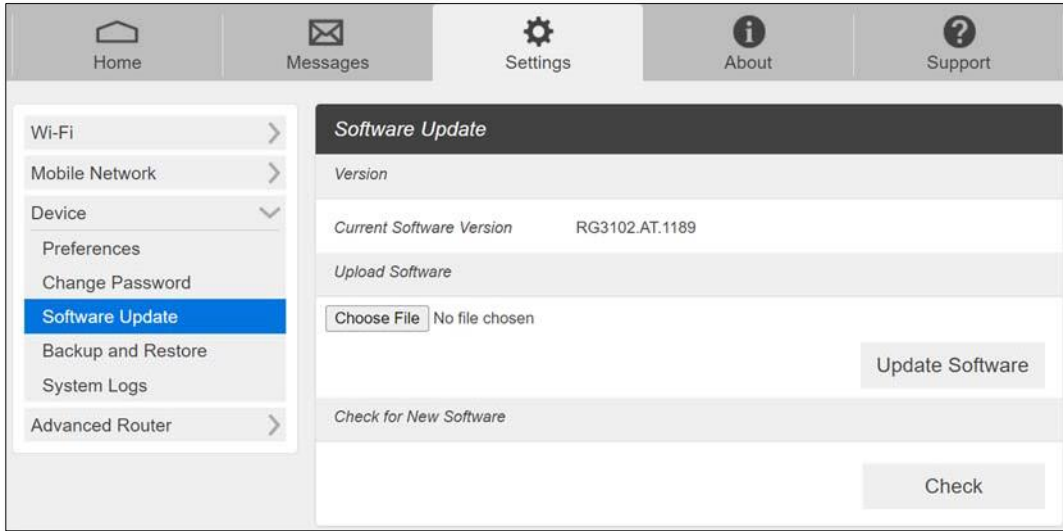 Home
Messages
Settings
About
Support
Wi-Fi
Mobile Network
Device
Preferences
Change Password
Software Update
Backup and Restore
System Logs
Advanced Router
Software Update
Version
Current Software Version RG3102.AT.1189
Upload Software
Choose File No file chosen
Update Software
Check for New Software
Check